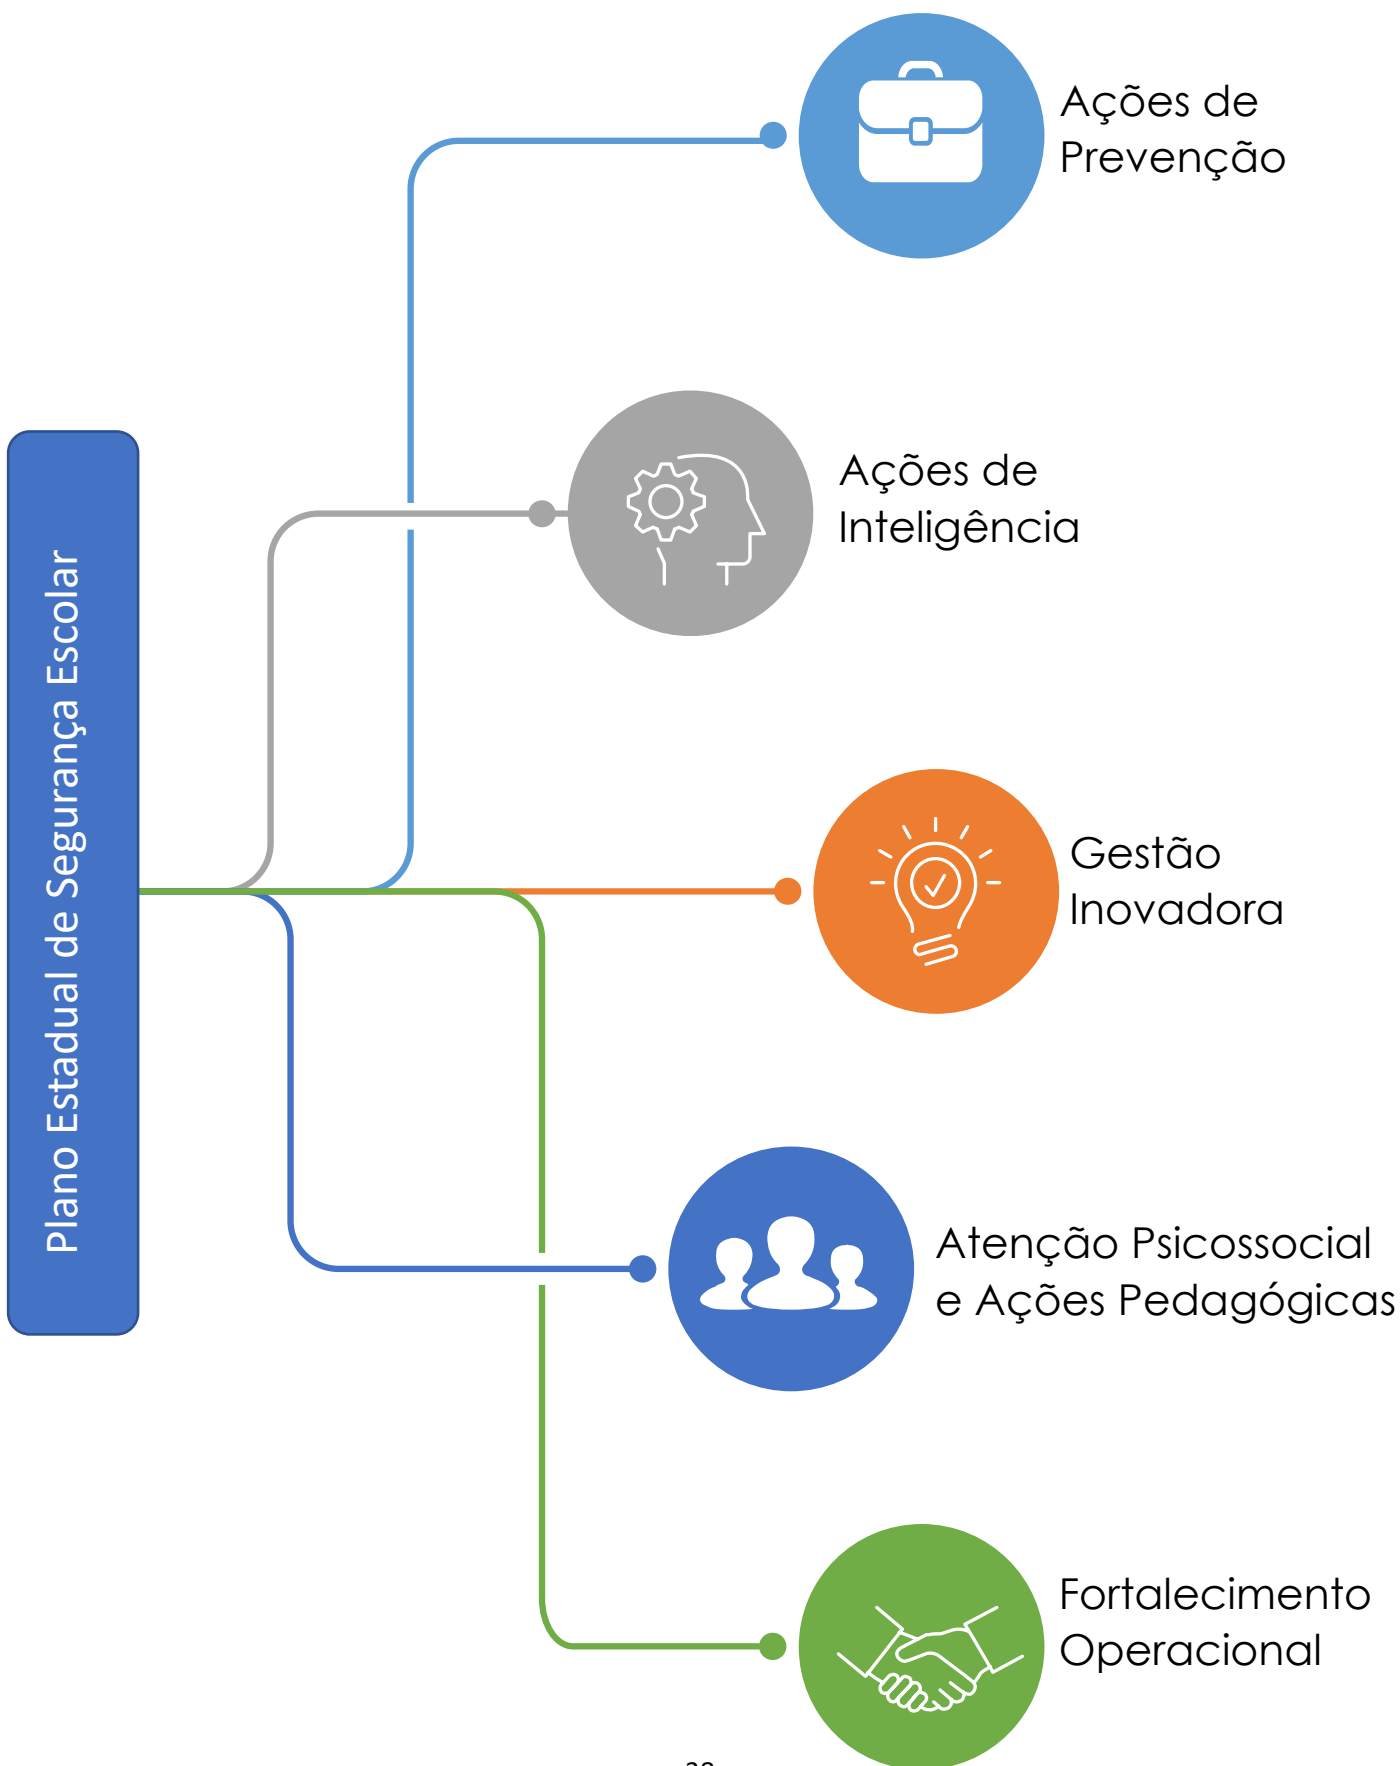 Plano Estadual de Segurança Escolar
Ações de
Prevenção
Ações de
Inteligência
Gestão
Inovadora
Atenção Psicossocial
e Ações Pedagógicas
Fortalecimento
Operacional